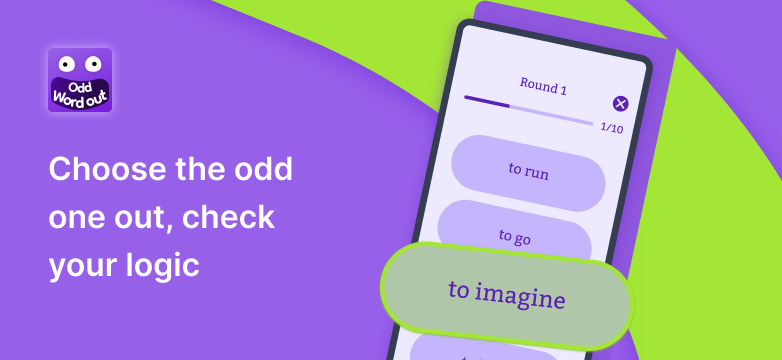 Odd
Word out
Choose the odd
one out, check
your logic
Round 1
1/10
to run
to go
to imagine